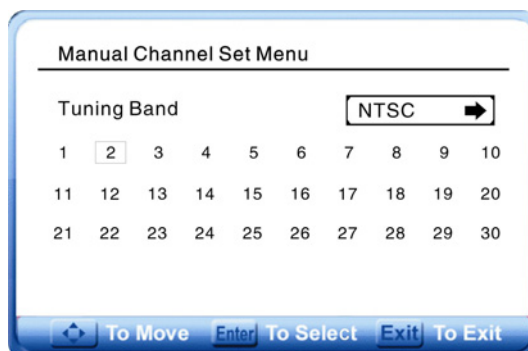 Manual Channel Set Menu
Tuning Band NTSC
1 2 3 4 5 6 7 8 9 10
11 12 13 14 15 16 17 18 19 20
21 22 23 24 25 26 27 28 29 30
To Move Enter To Select Exit To Exit